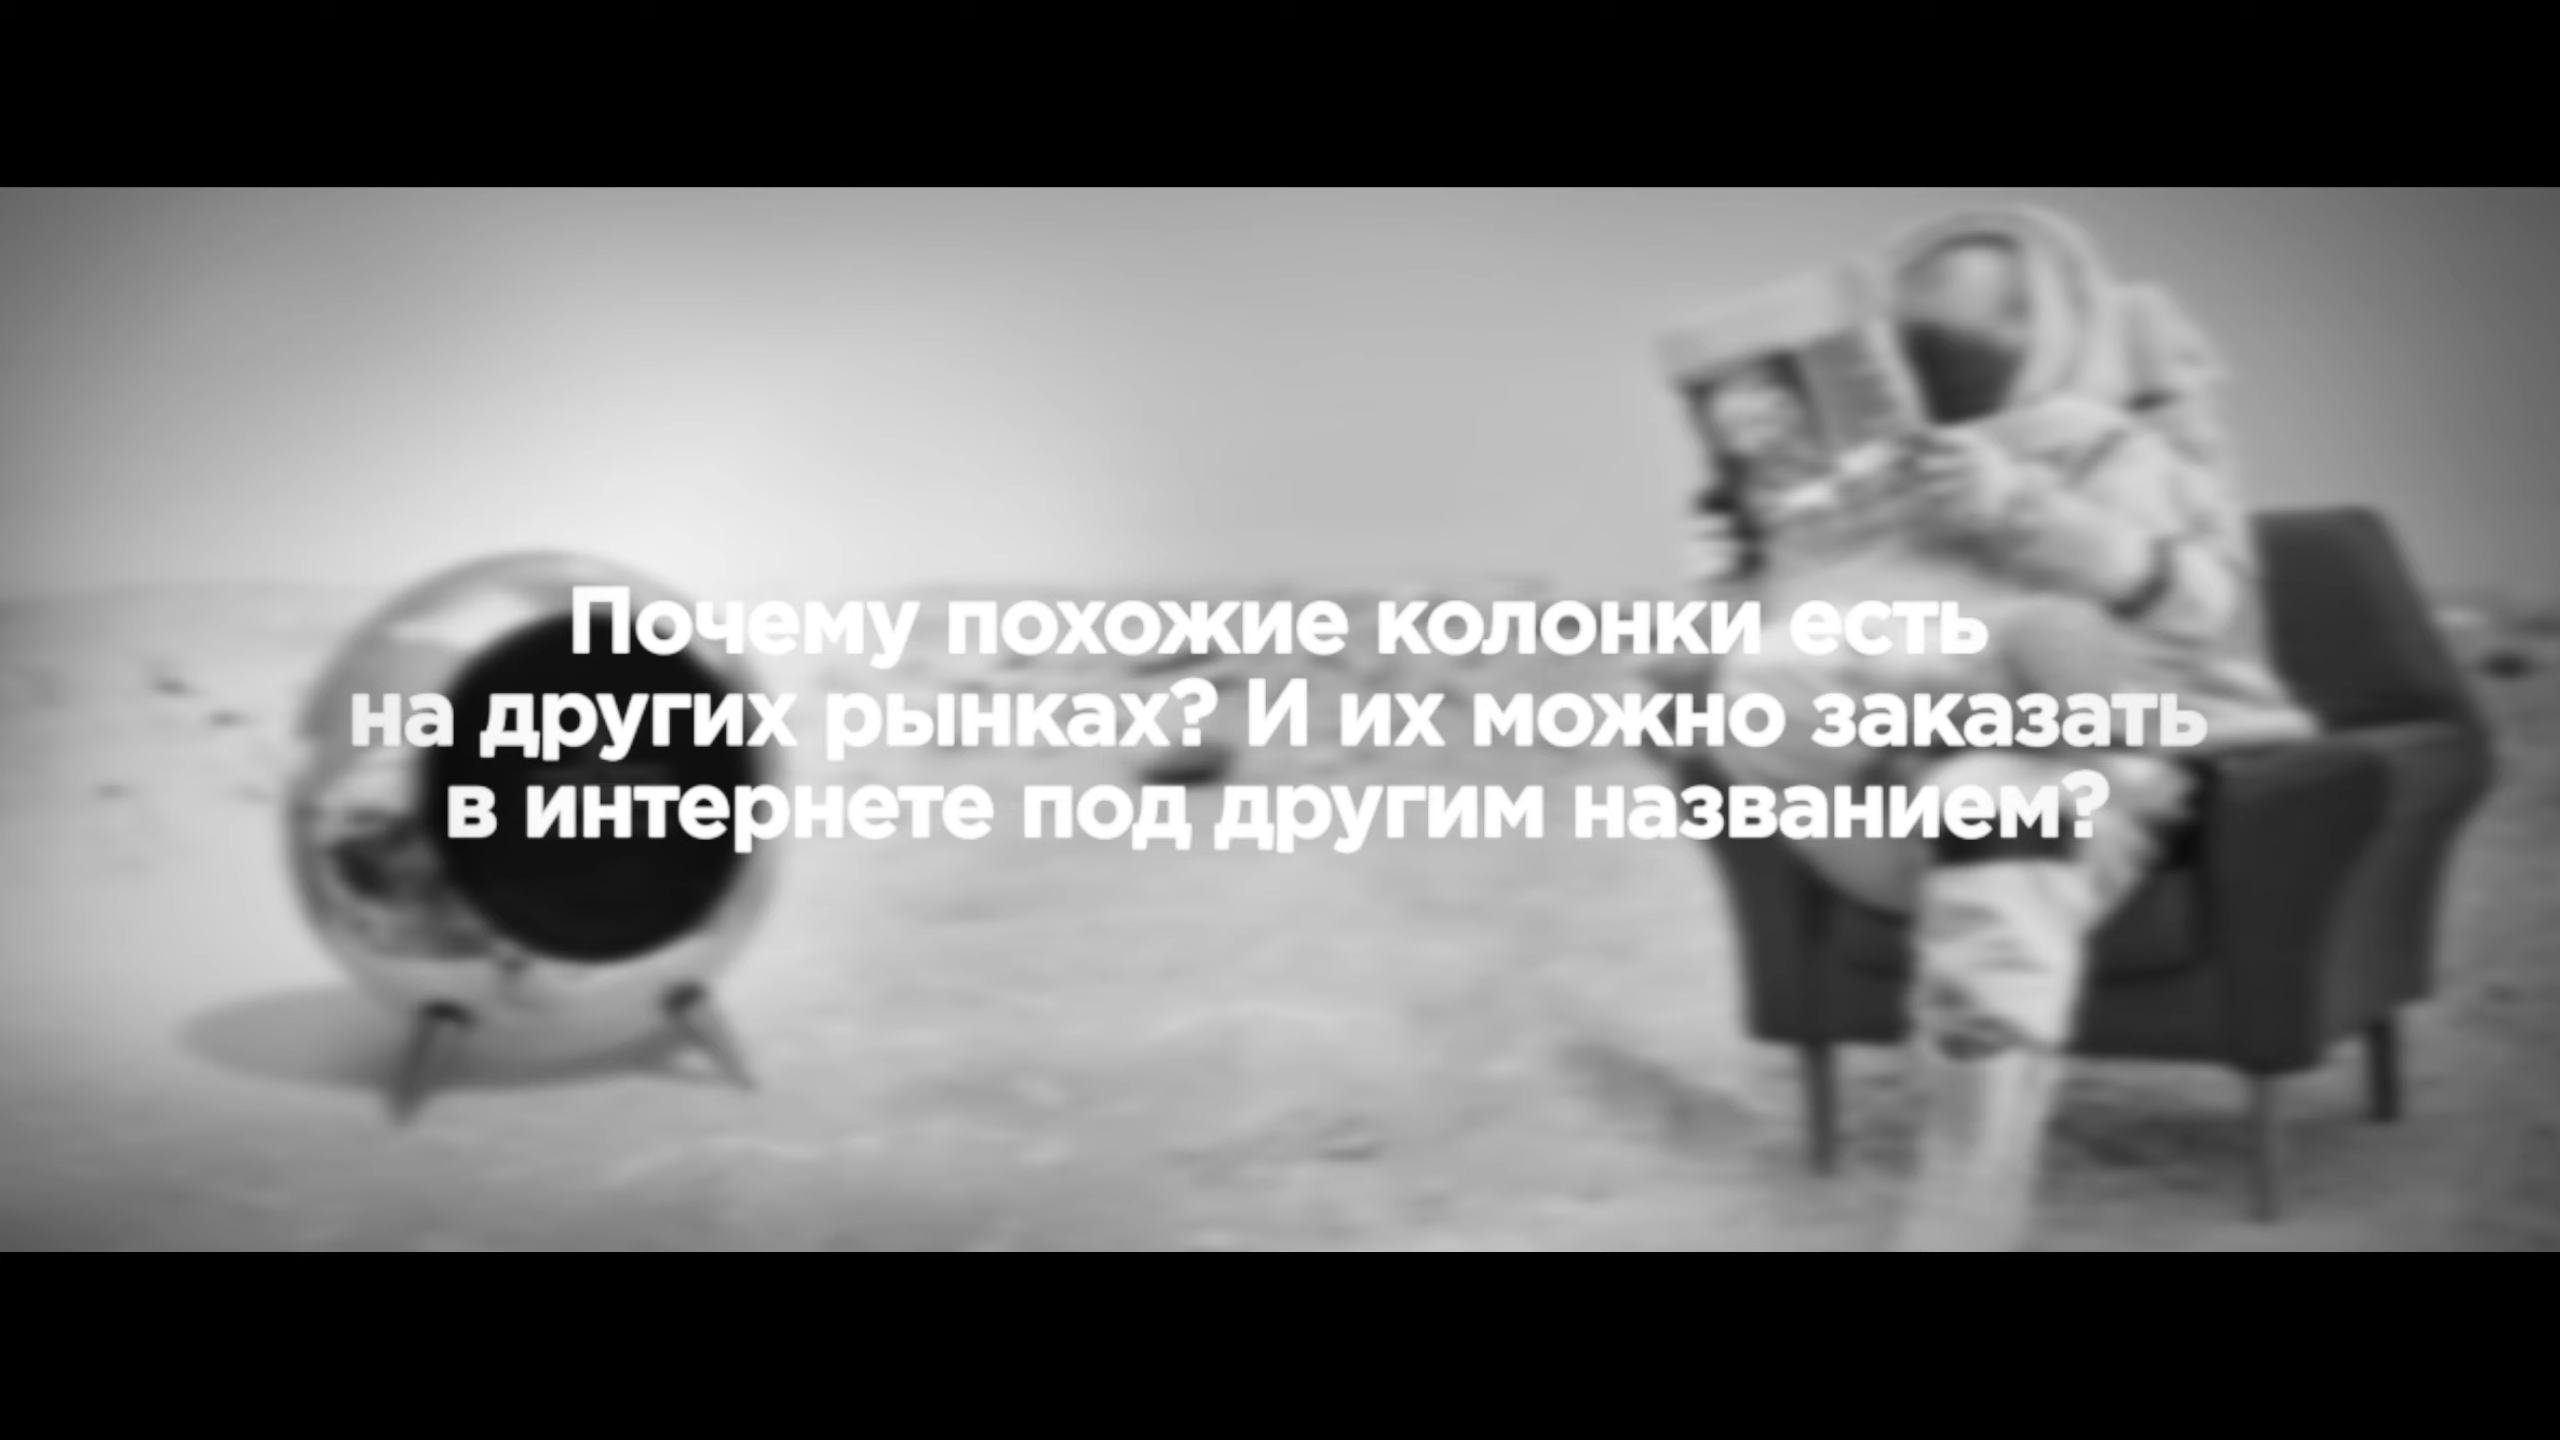 Почему похожие колонки есть
на других рынках? И их можно заказать
в интернете под другим названием?